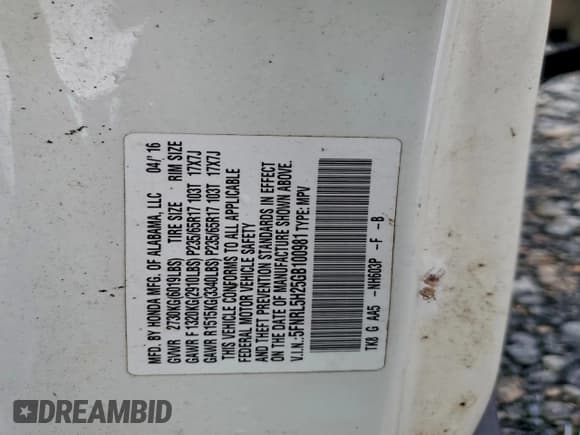 MFD. BY HONDA MFG. OF ALABAMA, LLC 04/'16
GVWR 2730KG(6019LBS) TIRE SIZE RIM SIZE
GAWR F1320KG(2910LBS) P235/65R17 103T 17X7J
GAWR R1515KG(3340LBS) P235/65R17 103T 17X7J
THIS VEHICLE CONFORMS TO ALL APPLICABLE
FEDERAL MOTOR VEHICLE SAFETY
AND THEFT PREVENTION STANDARDS IN EFFECT
ON THE DATE OF MANUFACTURE SHOWN ABOVE.
V.I.N.:5FNRL5H25GB100981 TYPE:MPV
TK8 G AA5 -NH603P -F -B
DREAMBID